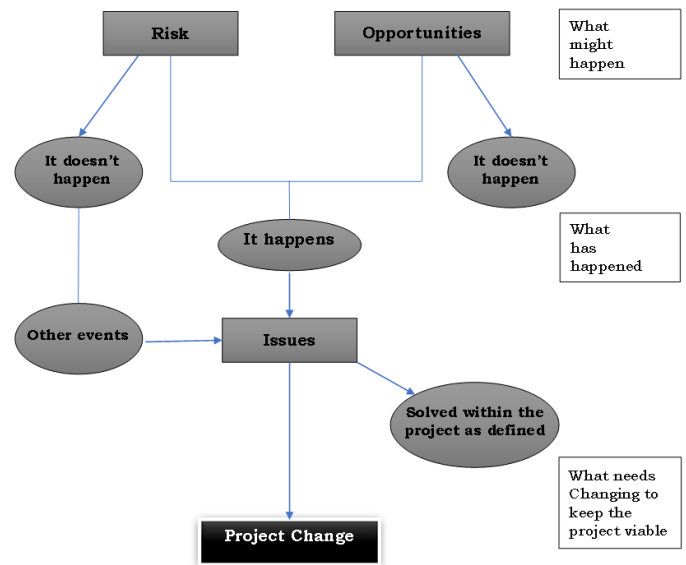 Risk
Opportunities
What
might
happen
It doesn't
happen
It doesn't
happen
What
has
happened
It happens
Other events
Issues
Solved within the
project as defined
What needs
Changing to
keep the
project viable
Project Change